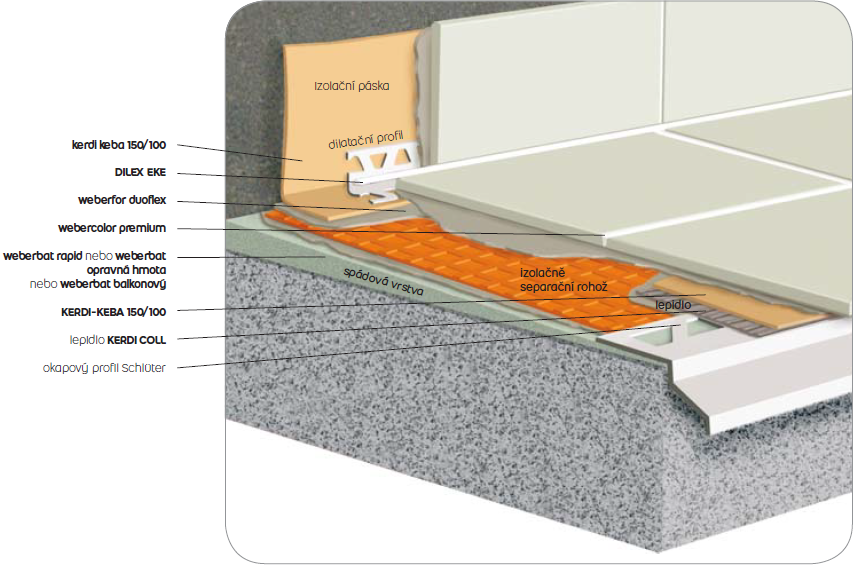 izolační páska
dilatační profil
kerdi keba 150/100
DILEX EKE
weberfor duoflex
webercolor premium
weberbat rapid nebo weberbat
opravná hmota
nebo weberbat balkonový
KERDI-KEBA 150/100
lepidlo KERDI COLL
okapový profil Schlüter
spádová vrstva
izolačně
separační rohož
lepidlo